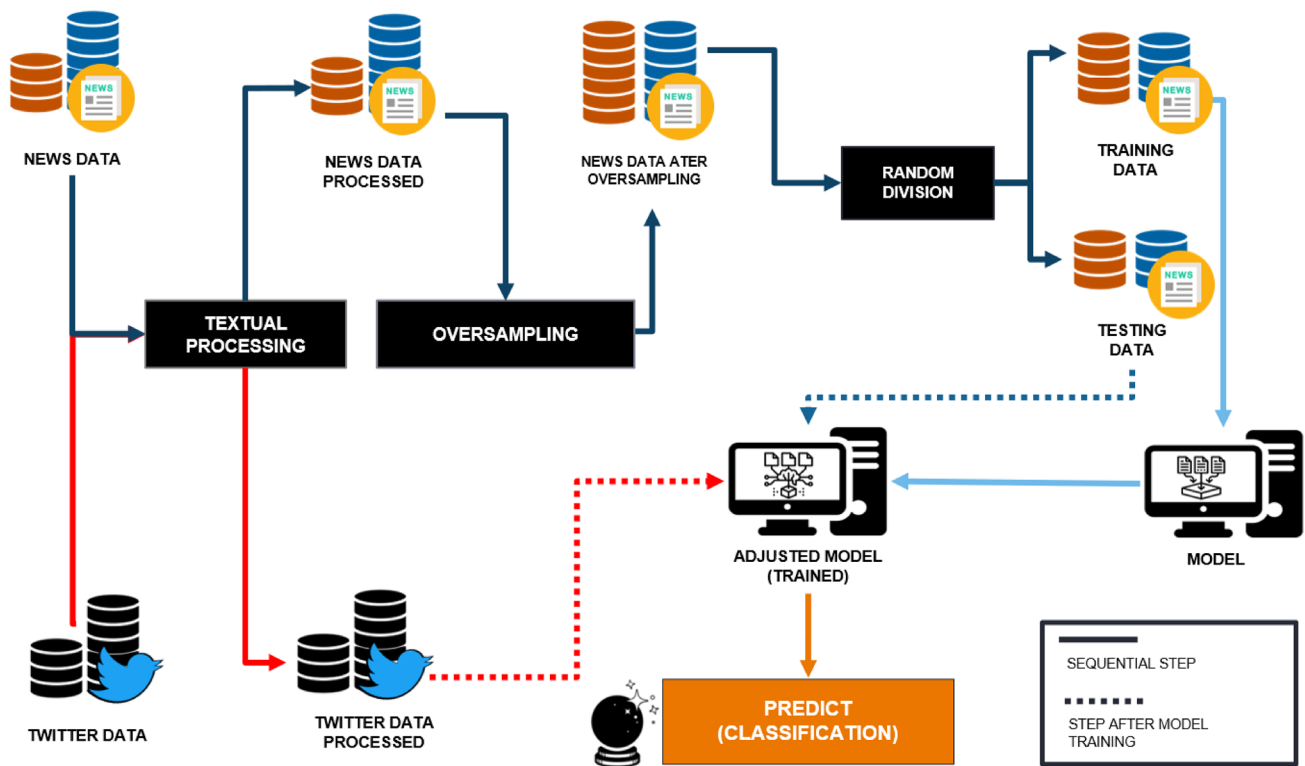 NEWS
NEWS DATA
NEWS
NEWS DATA
PROCESSED
NEWS
NEWS DATA ATER
OVERSAMPLING
RANDOM
DIVISION
NEWS
TRAINING
DATA
NEWS
TESTING
DATA
TEXTUAL
PROCESSING
OVERSAMPLING
ADJUSTED MODEL
(TRAINED)
MODEL
TWITTER DATA
TWITTER DATA
PROCESSED
PREDICT
(CLASSIFICATION)
SEQUENTIAL STEP
STEP AFTER MODEL
TRAINING